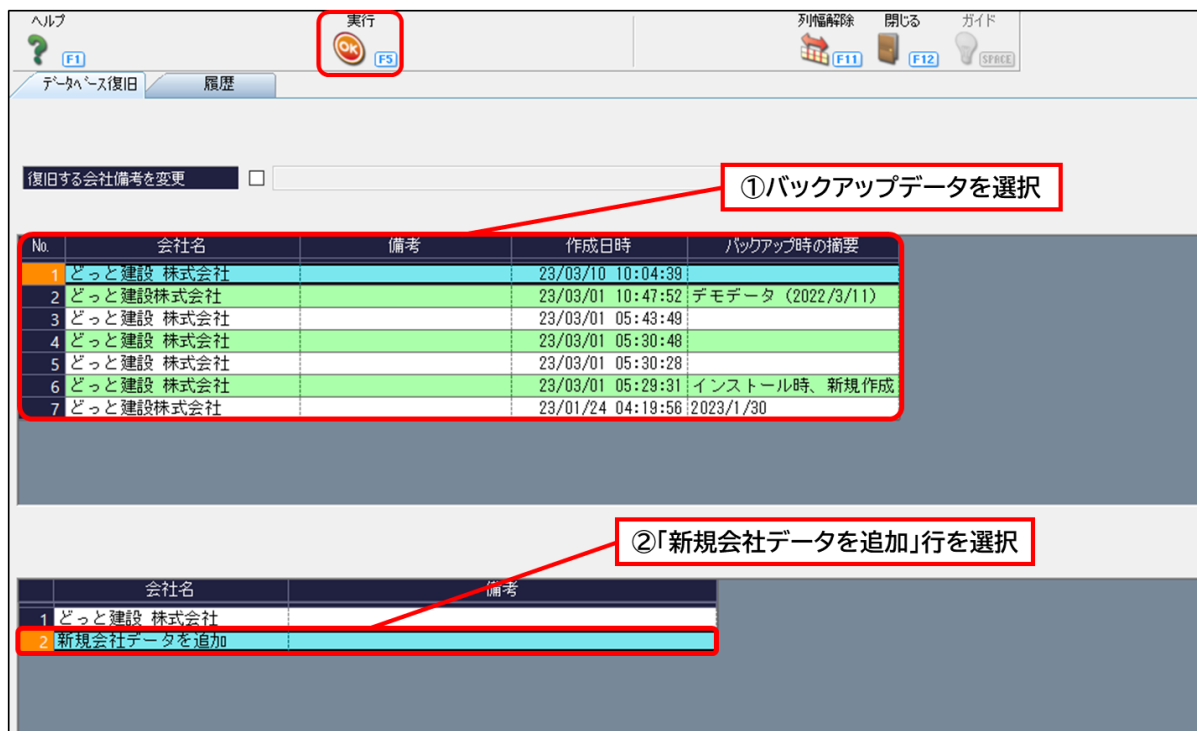 ヘルプ 実行 列幅解除 閉じる ガイド
F1 OK F5 F11 F12 SPACE
データベース復旧 履歴
復旧する会社備考を変更
①バックアップデータを選択
No. 会社名 備考 作成日時 バックアップ時の摘要
1 どっと建設 株式会社 23/03/10 10:04:39
2 どっと建設株式会社 23/03/01 10:47:52 デモデータ（2022/3/11）
3 どっと建設 株式会社 23/03/01 05:43:49
4 どっと建設 株式会社 23/03/01 05:30:48
5 どっと建設 株式会社 23/03/01 05:30:28
6 どっと建設 株式会社 23/03/01 05:29:31 インストール時、新規作成
7 どっと建設株式会社 23/01/24 04:19:56 2023/1/30
②「新規会社データを追加」行を選択
会社名 備考
1 どっと建設 株式会社
2 新規会社データを追加